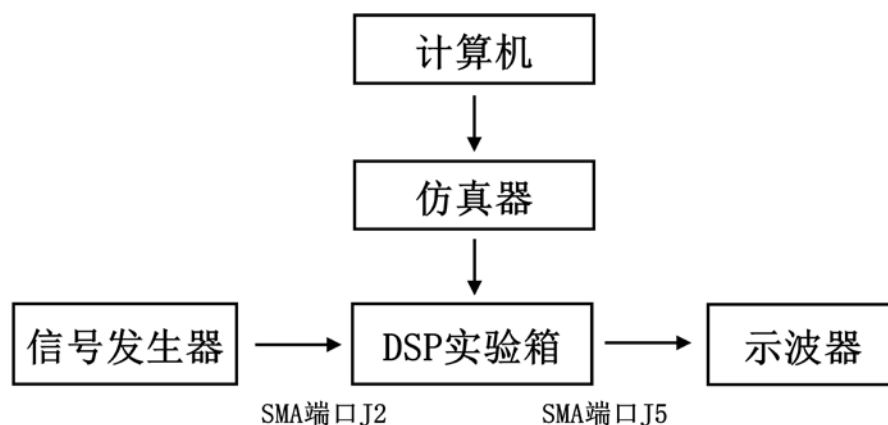 计算机
仿真器
信号发生器
DSP实验箱
示波器
SMA端口J2
SMA端口J5